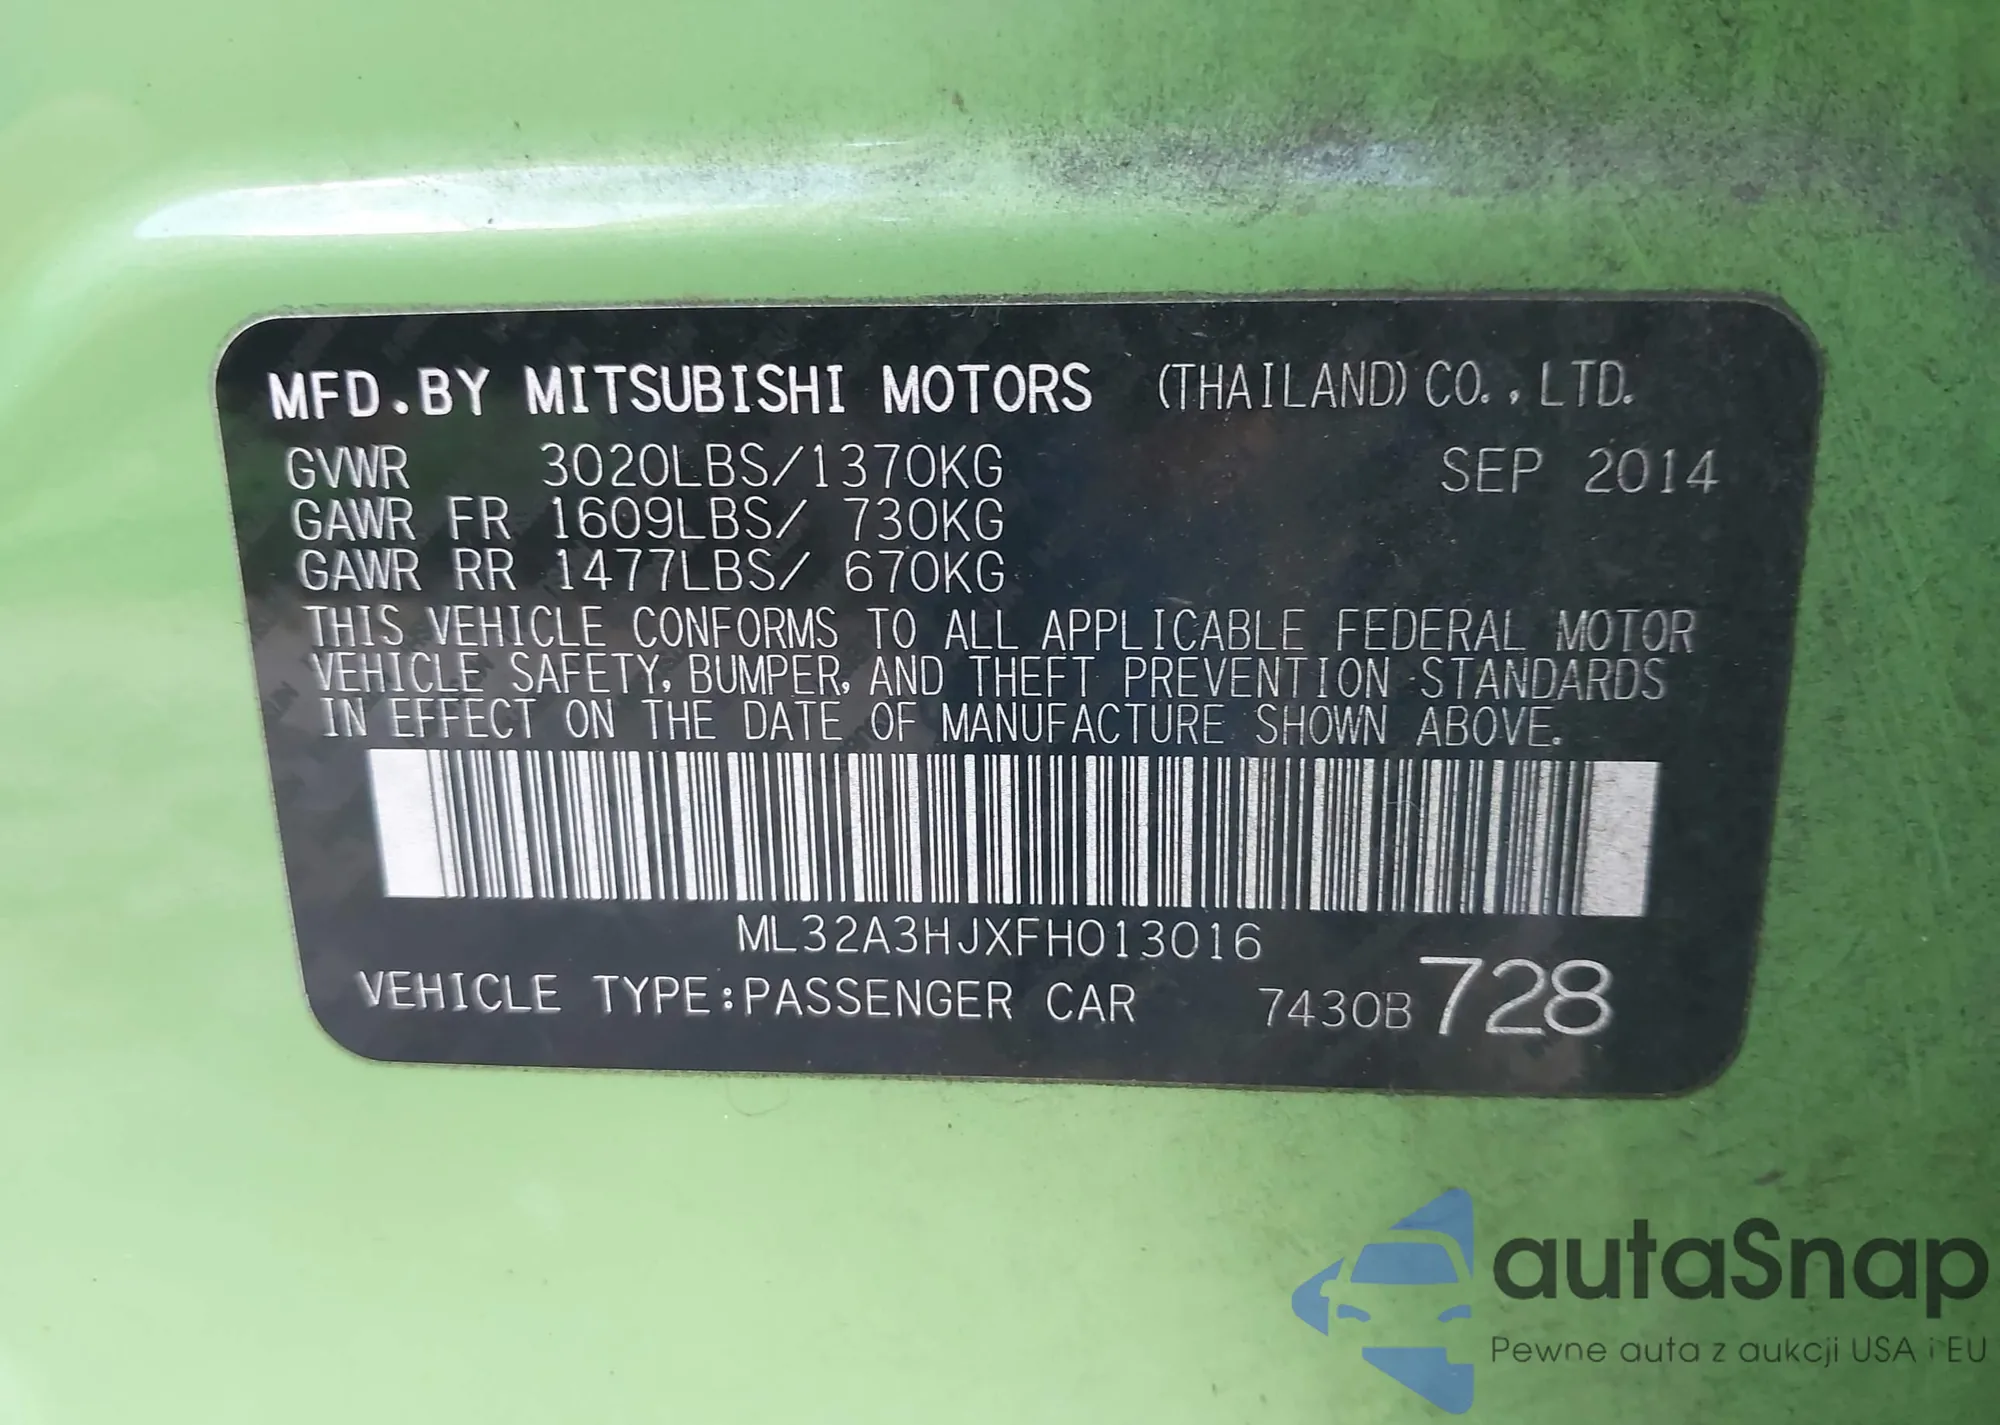 MFD.BY MITSUBISHI MOTORS (THAILAND) CO.,LTD.
GVWR 3020LBS/1370KG SEP 2014
GAWR FR 1609LBS/ 730KG
GAWR RR 1477LBS/ 670KG
THIS VEHICLE CONFORMS TO ALL APPLICABLE FEDERAL MOTOR
VEHICLE SAFETY, BUMPER, AND THEFT PREVENTION STANDARDS
IN EFFECT ON THE DATE OF MANUFACTURE SHOWN ABOVE.
ML32A3HJXFH013016
VEHICLE TYPE:PASSENGER CAR 7430B 728
autoSnap
Pewne auta z aukcji USA i EU